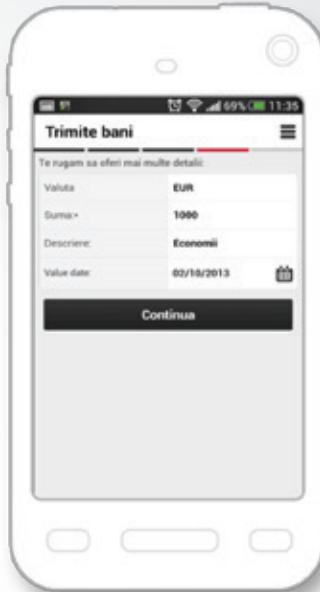 69% 11:35
Trimite bani
Te rugam sa oferi mai multe detalii:
Valuta EUR
Suma:* 1000
Descriere: Economii
Value date: 02/10/2013
Continua